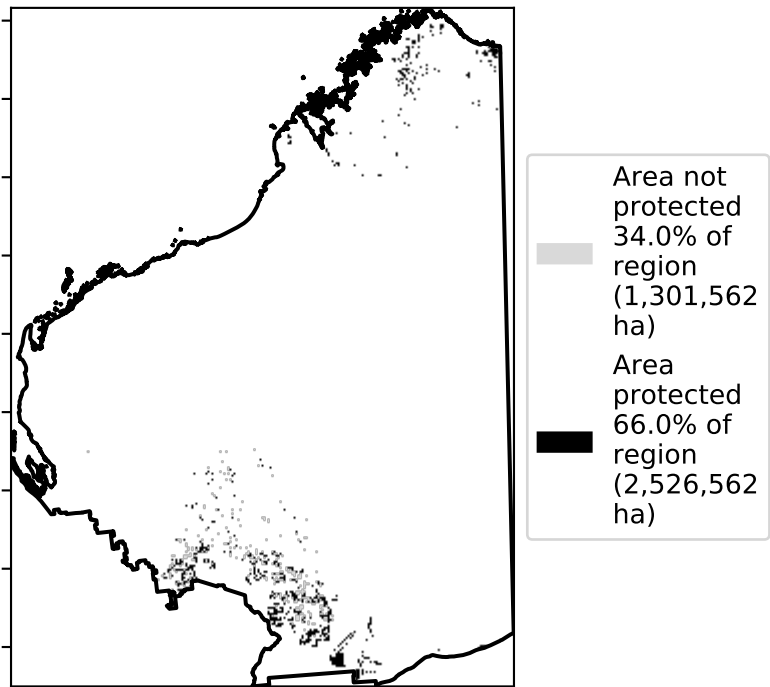 Area not
protected
34.0% of
region
(1,301,562
ha)
Area
protected
66.0% of
region
(2,526,562
ha)